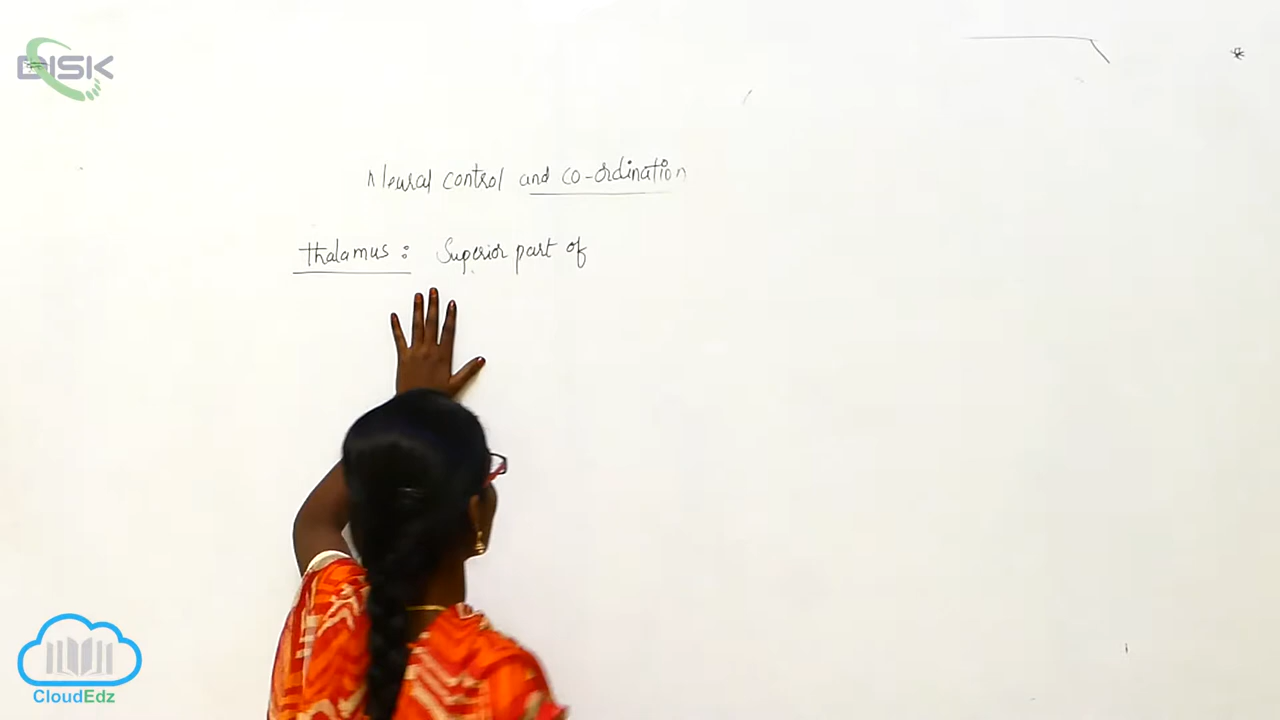 DISK
Neural control and co-ordination
Thalamus : Superior part of
CloudEdz